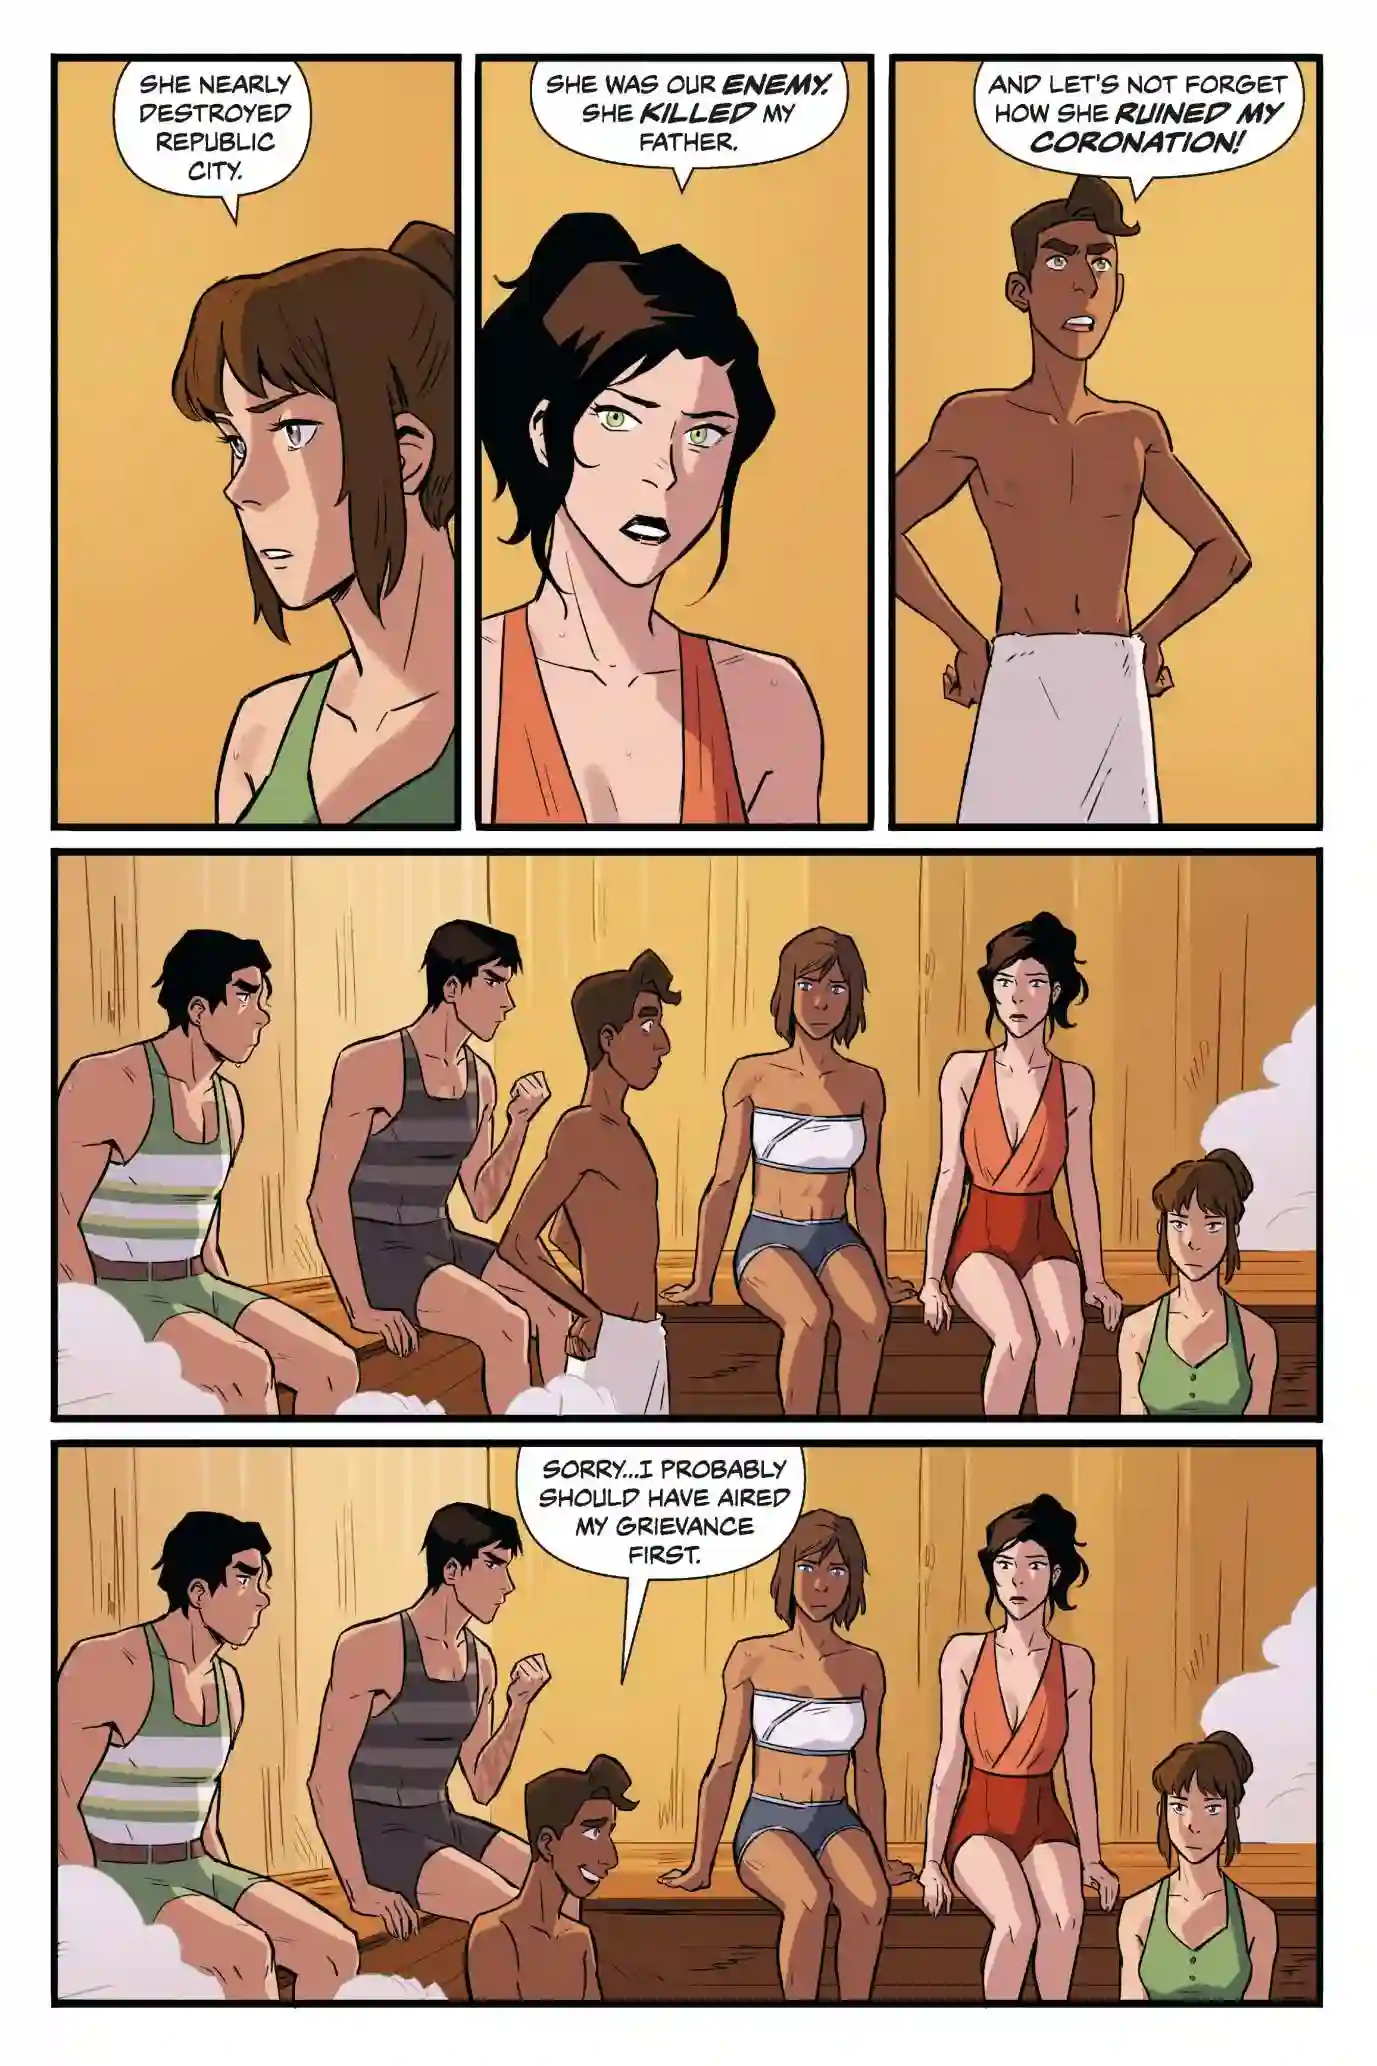 SHE NEARLY
DESTROYED
REPUBLIC
CITY.
SHE WAS OUR ENEMY.
SHE KILLED MY
FATHER.
AND LET'S NOT FORGET
HOW SHE RUINED MY
CORONATION!
SORRY...I PROBABLY
SHOULD HAVE AIRED
MY GRIEVANCE
FIRST.